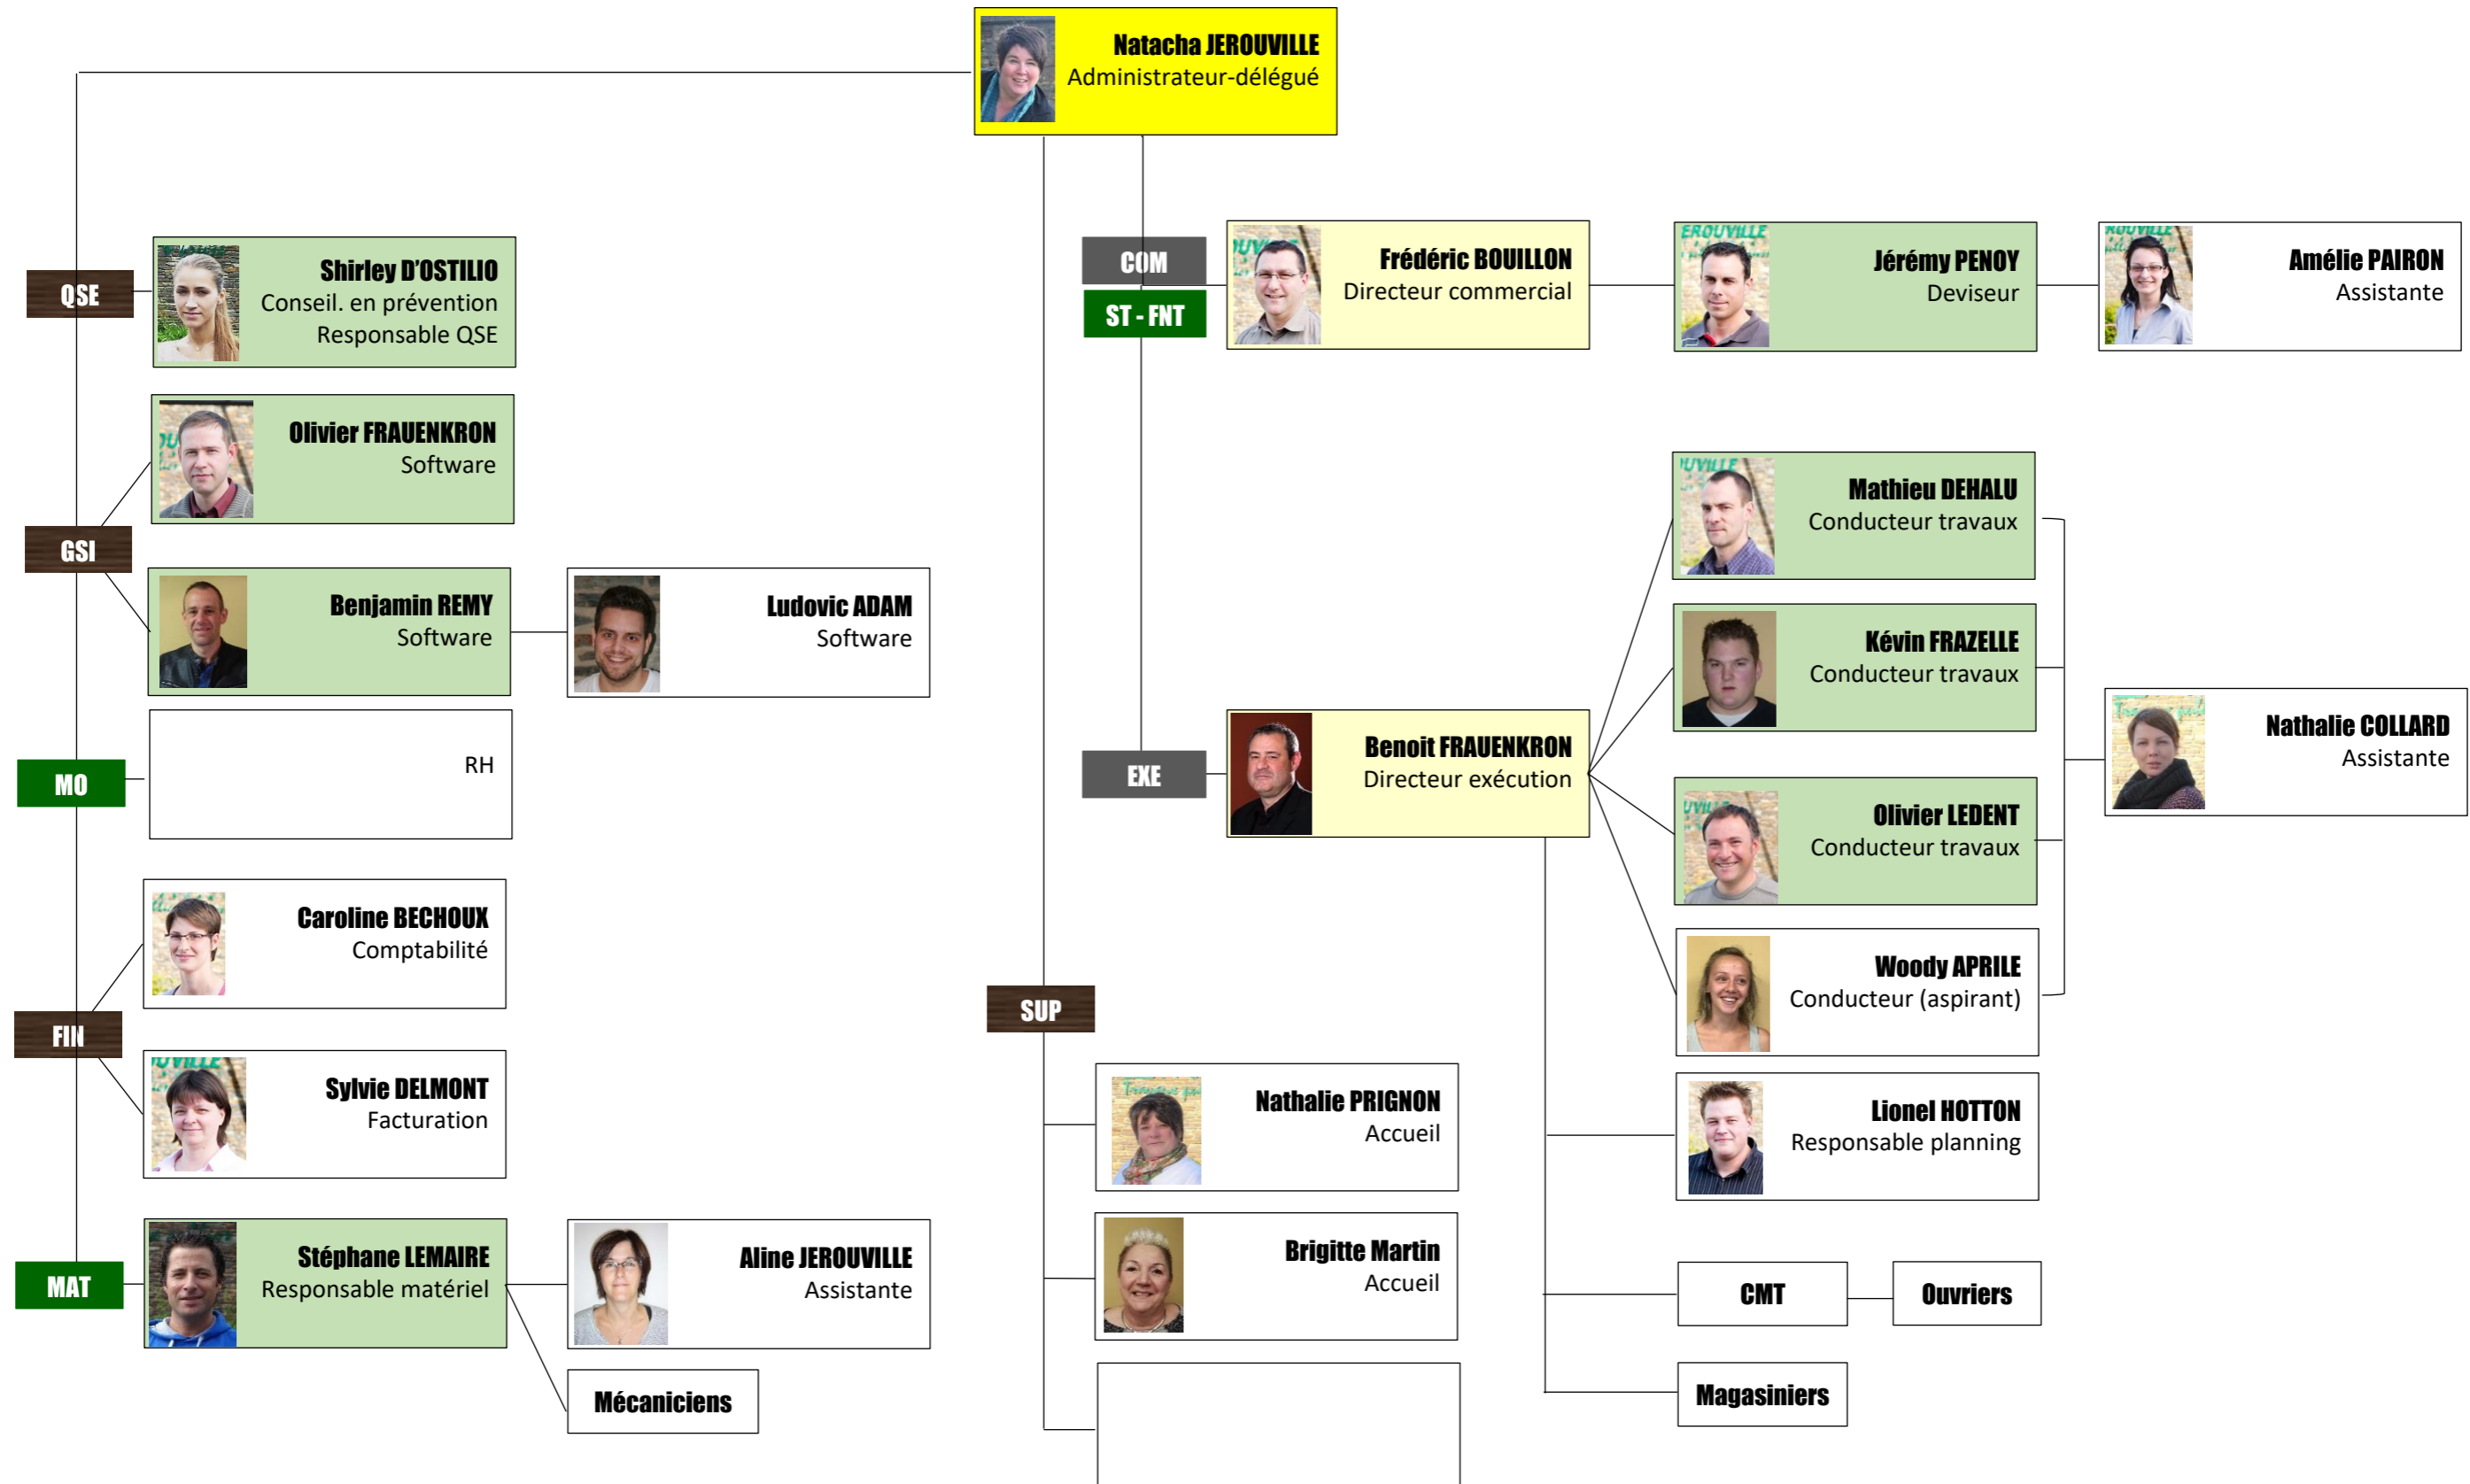 Natacha JEROUVILLE
Administrateur-délégué
QSE
Shirley D'OSTILIO
Conseil. en prévention
Responsable QSE
COM
ST - FNT
Frédéric BOUILLON
Directeur commercial
Jérémy PENOY
Deviseur
Amélie PAIRON
Assistante
GSI
Olivier FRAUENKRON
Software
Benjamin REMY
Software
Ludovic ADAM
Software
MO
RH
EXE
Benoit FRAUENKRON
Directeur exécution
Mathieu DEHALU
Conducteur travaux
Kévin FRAZELLE
Conducteur travaux
Olivier LEDENT
Conducteur travaux
Woody APRILE
Conducteur (aspirant)
Nathalie COLLARD
Assistante
Lionel HOTTON
Responsable planning
CMT
Ouvriers
Magasiniers
FIN
Caroline BECHOUX
Comptabilité
Sylvie DELMONT
Facturation
SUP
Nathalie PRIGNON
Accueil
Brigitte Martin
Accueil
MAT
Stéphane LEMAIRE
Responsable matériel
Aline JEROUVILLE
Assistante
Mécaniciens